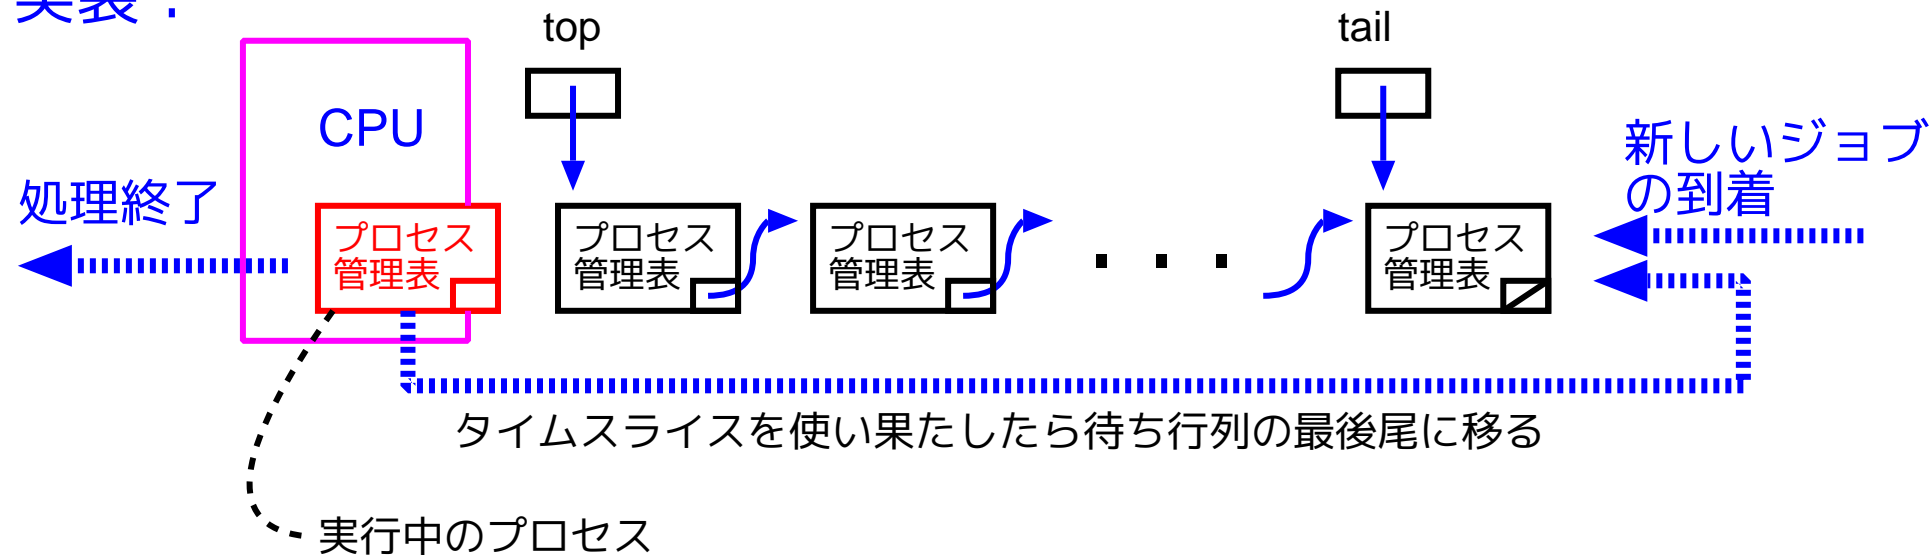 実装：
top
tail
CPU
新しいジョブ
の到着
処理終了
プロセス
管理表
プロセス
管理表
プロセス
管理表
プロセス
管理表
タイムスライスを使い果たしたら待ち行列の最後尾に移る
実行中のプロセス